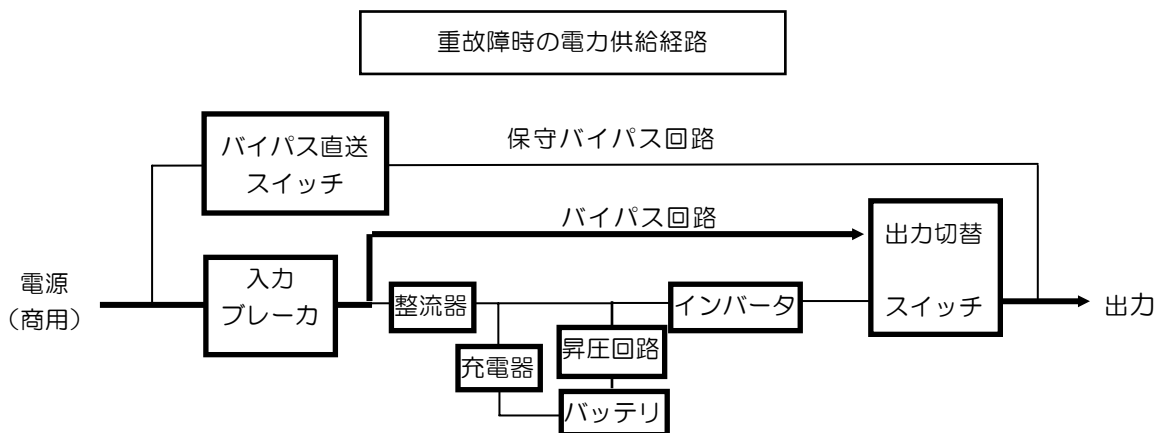 重故障時の電力供給経路
バイパス直送
スイッチ
保守バイパス回路
バイパス回路
電源
（商用）
入力
ブレーカ
整流器
充電器
昇圧回路
バッテリ
インバータ
出力切替
スイッチ
出力